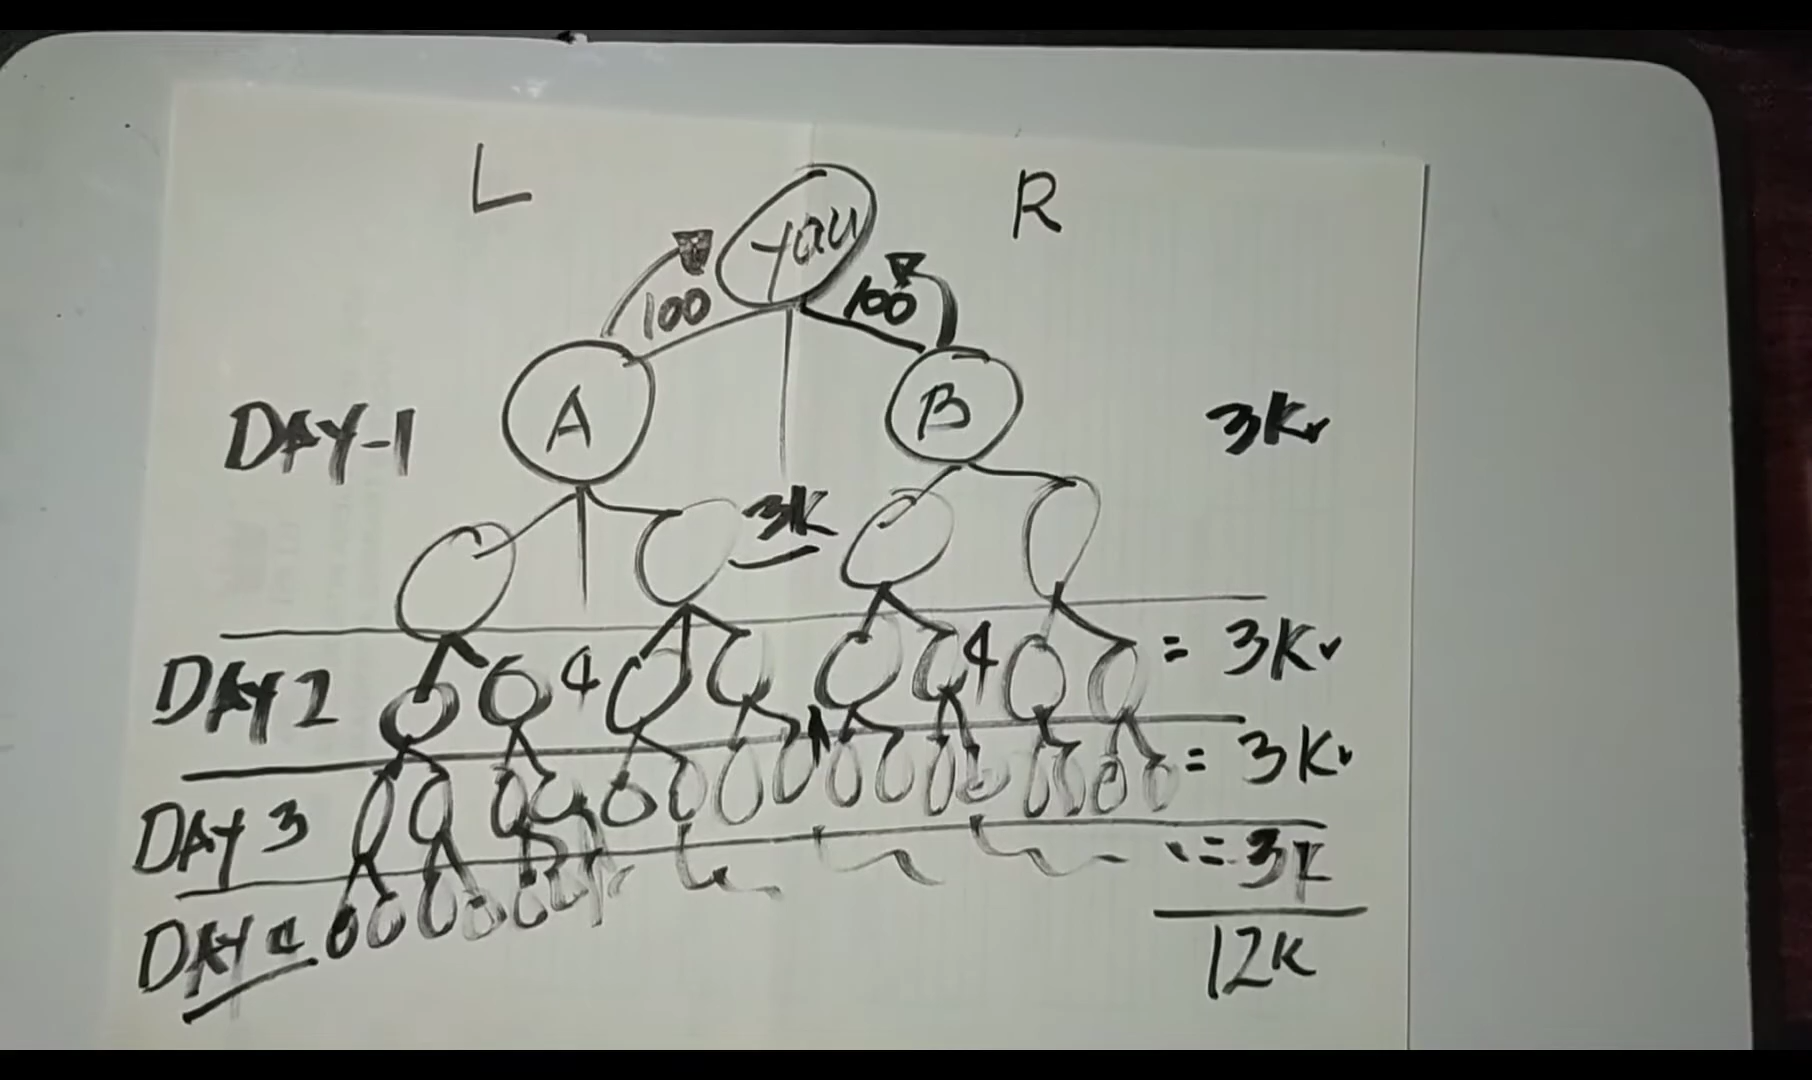 L R
you
100 100
A B
DAY-1 3K
3K
DAY 2 4 4 = 3K
= 3K
DAY 3
= 3K
DAY 4
12K